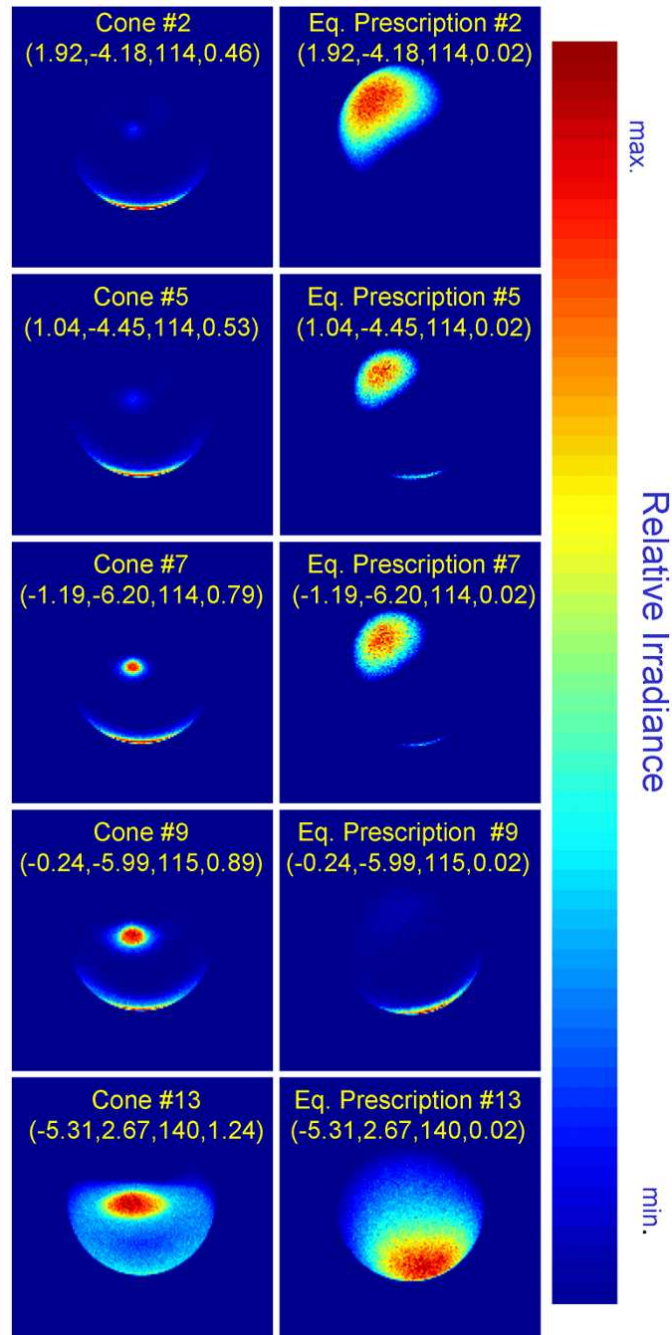 Cone #2
(1.92,-4.18,114,0.46)
Eq. Prescription #2
(1.92,-4.18,114,0.02)
Cone #5
(1.04,-4.45,114,0.53)
Eq. Prescription #5
(1.04,-4.45,114,0.02)
Cone #7
(-1.19,-6.20,114,0.79)
Eq. Prescription #7
(-1.19,-6.20,114,0.02)
Cone #9
(-0.24,-5.99,115,0.89)
Eq. Prescription #9
(-0.24,-5.99,115,0.02)
Cone #13
(-5.31,2.67,140,1.24)
Eq. Prescription #13
(-5.31,2.67,140,0.02)
max.
Relative Irradiance
min.